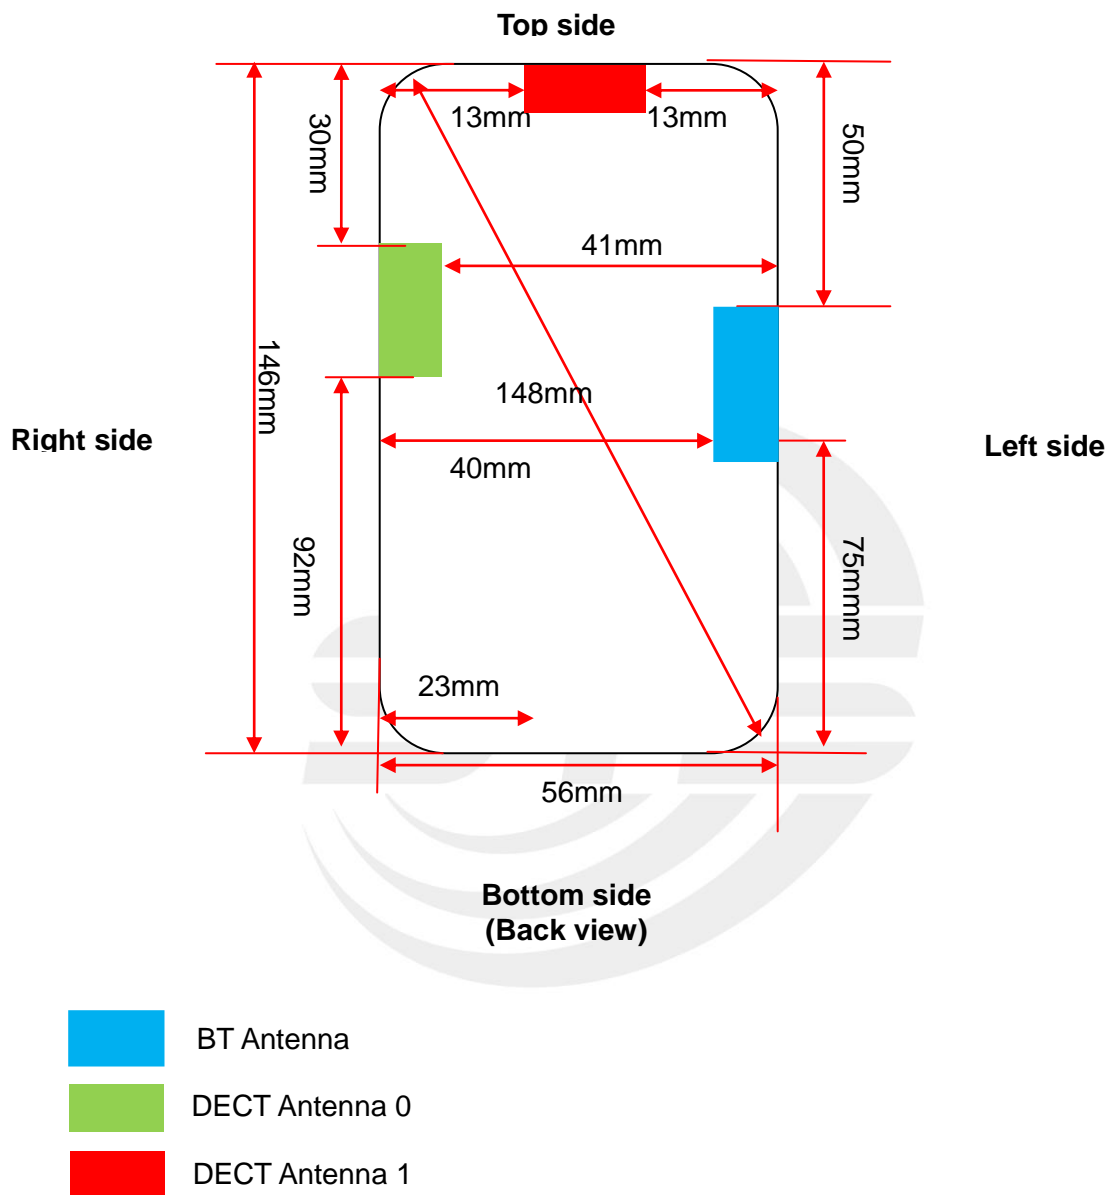 Top side
13mm
13mm
30mm
50mm
41mm
146mm
148mm
Right side
Left side
40mm
92mm
75mmm
23mm
56mm
Bottom side
(Back view)
BT Antenna
DECT Antenna 0
DECT Antenna 1